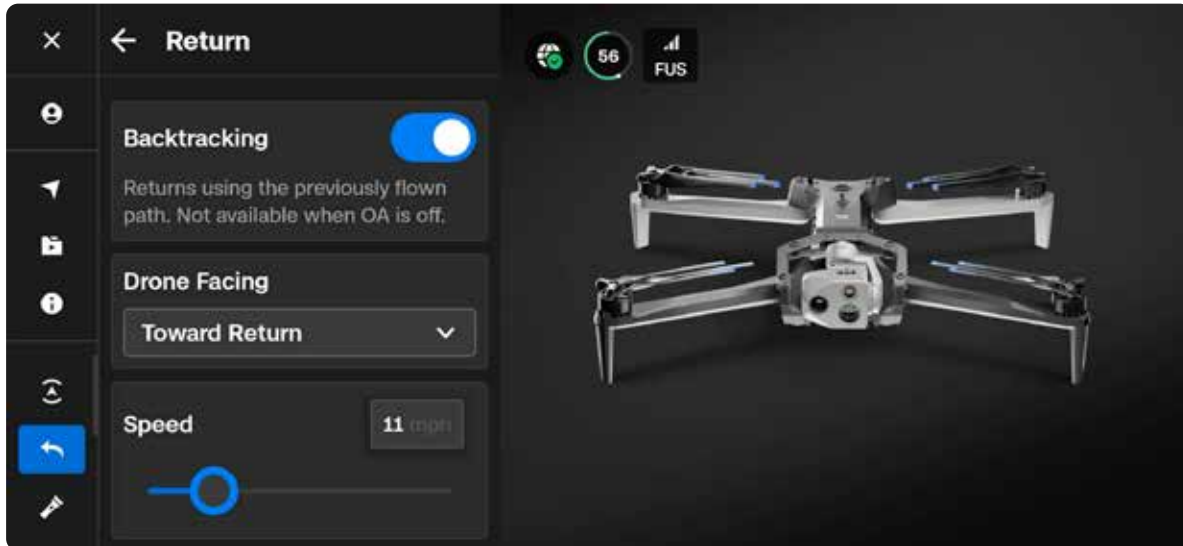 Return
56
FUS
Backtracking
Returns using the previously flown
path. Not available when OA is off.
Drone Facing
Toward Return
Speed
11 mph